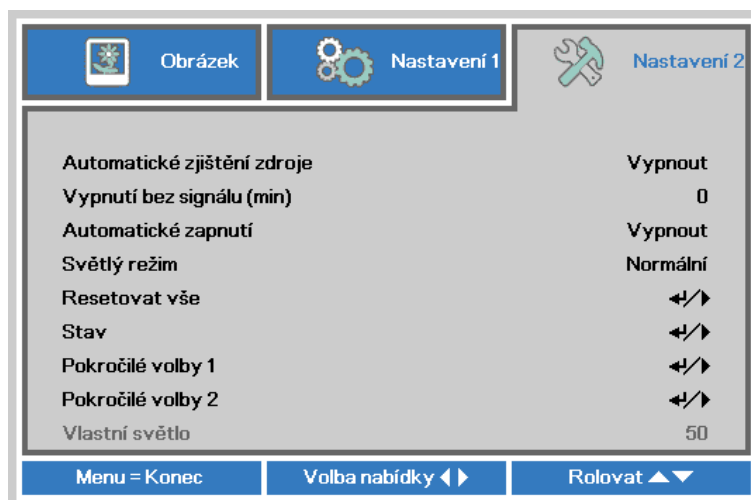 Obrázek Nastavení 1 Nastavení 2
Automatické zjištění zdroje Vypnout
Vypnutí bez signálu (min) 0
Automatické zapnutí Vypnout
Světlý režim Normální
Resetovat vše
Stav
Pokročilé volby 1
Pokročilé volby 2
Vlastní světlo 50
Menu = Konec Volba nabídky Rolovat